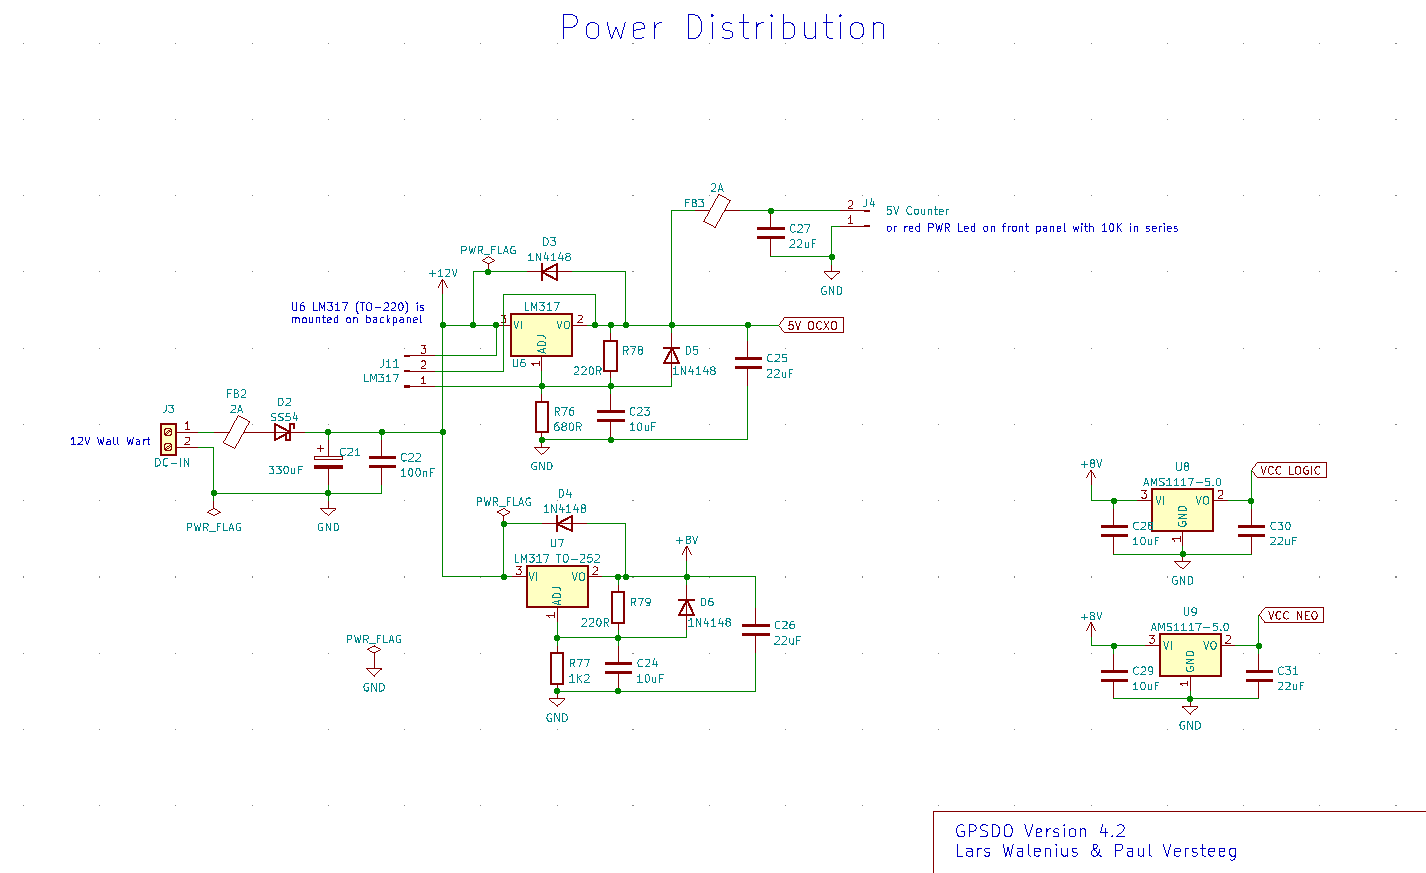 Power Distribution
2A
FB3
2
J4
5V Counter
1
or red PWR Led on front panel with 10K in series
C27
22uF
GND
PWR_FLAG
D3
1N4148
+12V
U6 LM317 (TO-220) is
mounted on backpanel
LM317
3
VI
VO
2
ADJ
1
U6
5V OCXO
R78
220R
D5
1N4148
C25
22uF
3
J11
2
LM317
1
R76
680R
C23
10uF
GND
J3
FB2
2A
D2
SS54
1
2
12V Wall Wart
DC-IN
+
C21
330uF
C22
100nF
PWR_FLAG
GND
PWR_FLAG
D4
1N4148
U7
LM317 TO-252
3
VI
VO
2
ADJ
1
+8V
R79
220R
D6
1N4148
C26
22uF
R77
1K2
C24
10uF
GND
PWR_FLAG
GND
+8V
U8
AMS1117-5.0
VCC LOGIC
3
VI
VO
2
GND
1
C28
10uF
C30
22uF
GND
+8V
U9
AMS1117-5.0
VCC NEO
3
VI
VO
2
GND
1
C29
10uF
C31
22uF
GND
GPSDO Version 4.2
Lars Walenius & Paul Versteeg